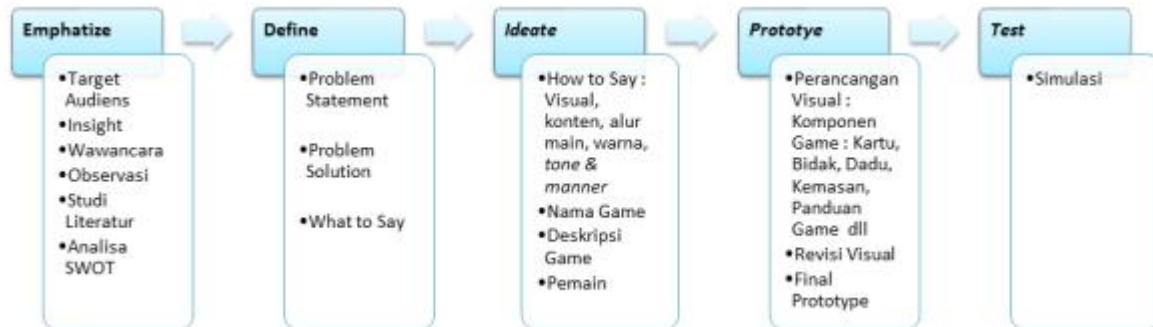 Emphatize
•Target
Audiens
•Insight
•Wawancara
•Observasi
•Studi
Literatur
•Analisa
SWOT
Define
•Problem
Statement
•Problem
Solution
•What to Say
Ideate
•How to Say :
Visual,
konten, alur
main, warna,
tone &
manner
•Nama Game
•Deskripsi
Game
•Pemain
Prototye
•Perancangan
Visual :
Komponen
Game : Kartu,
Bidak, Dadu,
Kemasan,
Panduan
Game dll
•Revisi Visual
•Final
Prototype
Test
•Simulasi